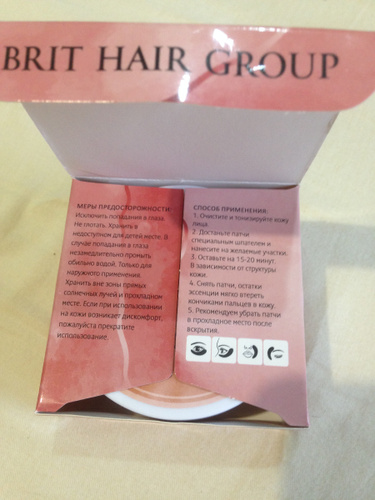 BRIT HAIR GROUP
МЕРЫ ПРЕДОСТОРОЖНОСТИ:
Исключить попадания в глаза.
Не глотать. Хранить в
недоступном для детей месте. В
случае попадания в глаза
незамедлительно промыть
обильно водой. Только для
наружного применения.
Хранить вне зоны прямых
солнечных лучей и прохладном
месте. Если при использовании
на кожи возникает дискомфорт,
пожалуйста прекратите
использование.
СПОСОБ ПРИМЕНЕНИЯ:
1. Очистите и тонизируйте кожу
лица.
2. Достаньте патчи
специальным шпателем и
нанесите на желаемые участки.
3. Оставьте на 15-20 минут.
В зависимости от структуры
кожи.
4. Снять патчи, остатки
эссенции мягко втереть
кончиками пальцев в кожу.
5. Рекомендуем убрать патчи
в прохладное место после
вскрытия.